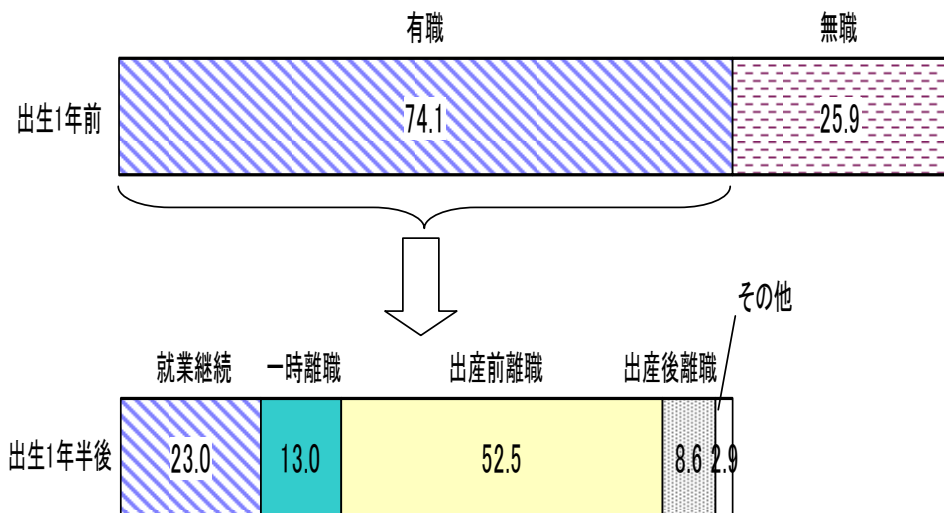 有職 無職
出生1年前 74.1 25.9
その他
就業継続 一時離職 出産前離職 出産後離職
出生1年半後 23.0 13.0 52.5 8.6 2.9